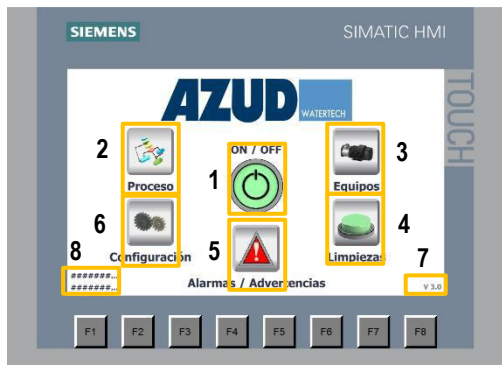 SIEMENS
SIMATIC HMI
TOUCH
AZUD
WATERTECH
2
ON / OFF
3
Proceso
1
Equipos
6
5
4
Configuración
Limpiezas
8
7
#######...
#######...
Alarmas / Advertencias
V 3.0
F1 F2 F3 F4 F5 F6 F7 F8